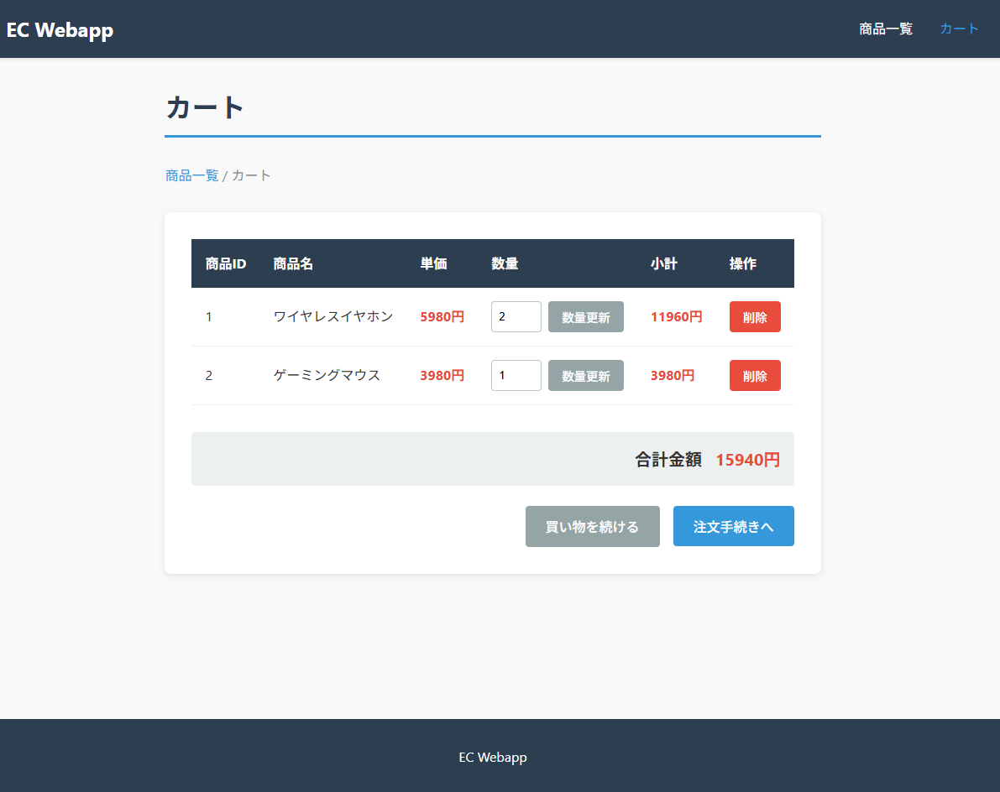 EC Webapp 商品一覧 カート
カート
商品一覧 / カート
商品ID 商品名 単価 数量 小計 操作
1 ワイヤレスイヤホン 5980円 2 数量更新 11960円 削除
2 ゲーミングマウス 3980円 1 数量更新 3980円 削除
合計金額 15940円
買い物を続ける 注文手続きへ
EC Webapp